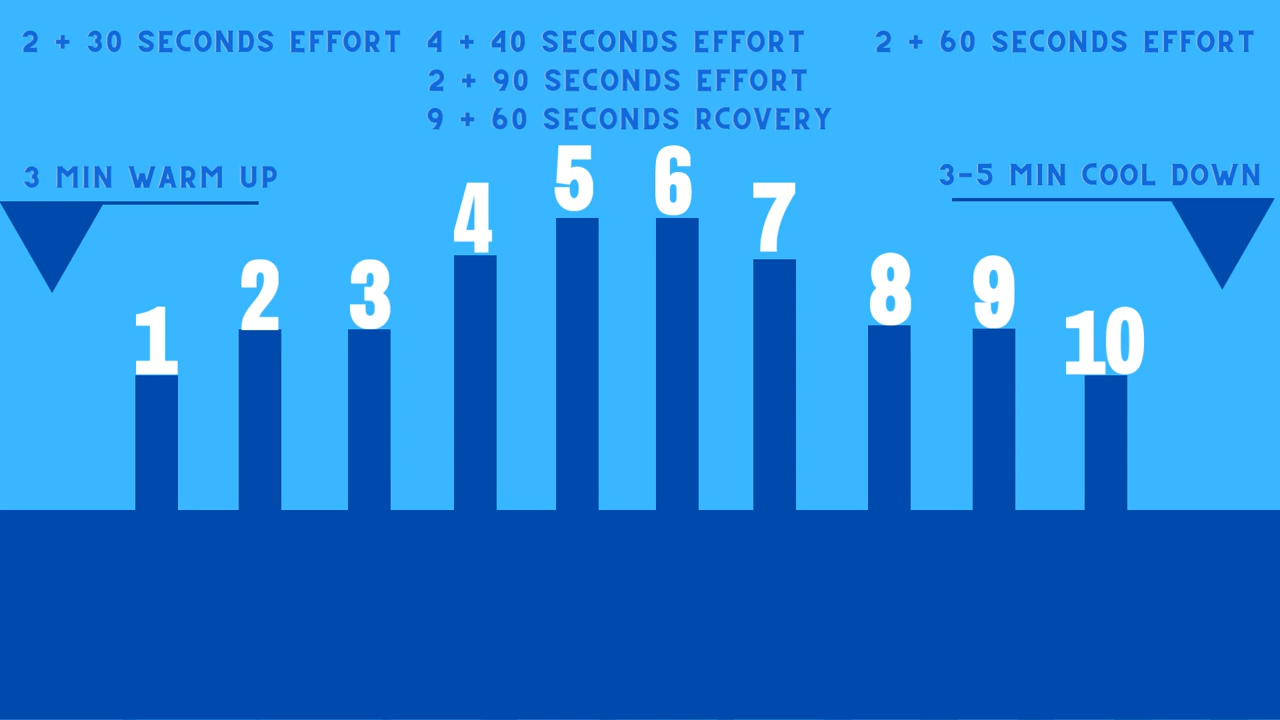 2 + 30 SECONDS EFFORT
4 + 40 SECONDS EFFORT
2 + 90 SECONDS EFFORT
9 + 60 SECONDS RCOVERY
2 + 60 SECONDS EFFORT
3 MIN WARM UP
3-5 MIN COOL DOWN
1
2
3
4
5
6
7
8
9
10